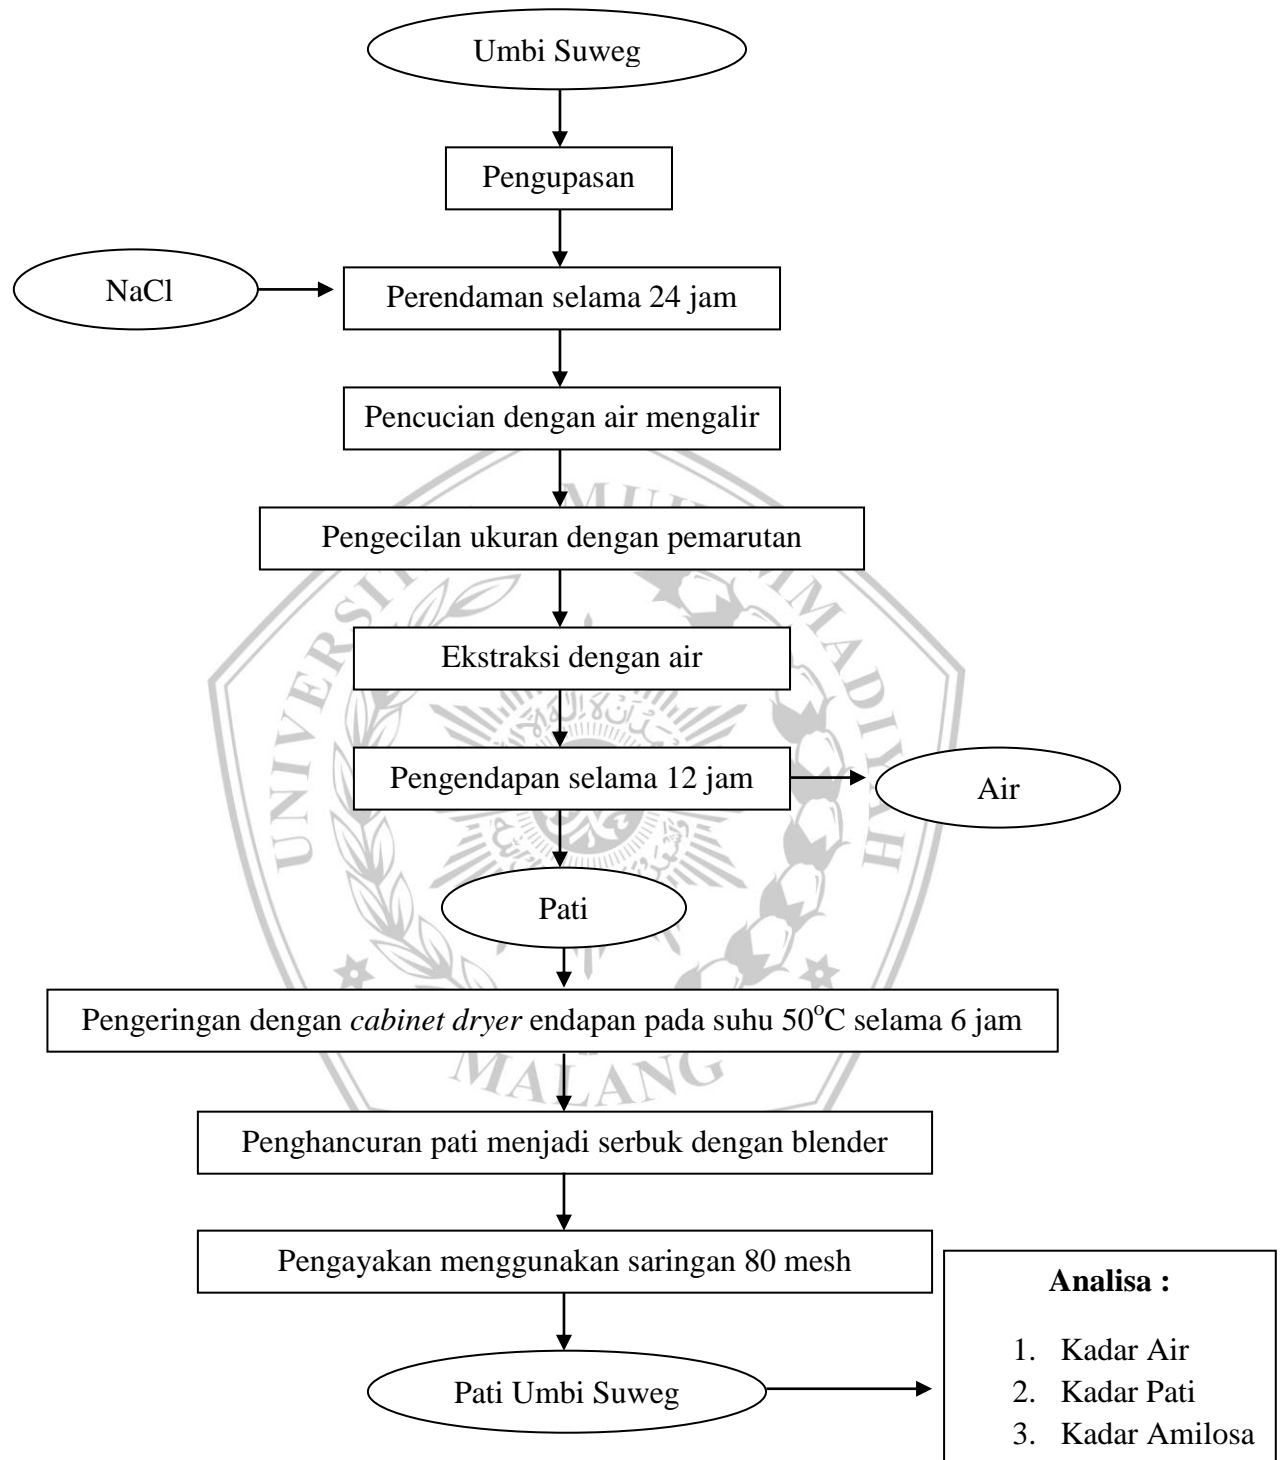 Umbi Suweg
Pengupasan
NaCl
Perendaman selama 24 jam
Pencucian dengan air mengalir
Pengecilan ukuran dengan pemarutan
Ekstraksi dengan air
Pengendapan selama 12 jam
Air
Pati
Pengeringan dengan cabinet dryer endapan pada suhu 50°C selama 6 jam
MALANG
Penghancuran pati menjadi serbuk dengan blender
Pengayakan menggunakan saringan 80 mesh
Pati Umbi Suweg
Analisa :
1. Kadar Air
2. Kadar Pati
3. Kadar Amilosa